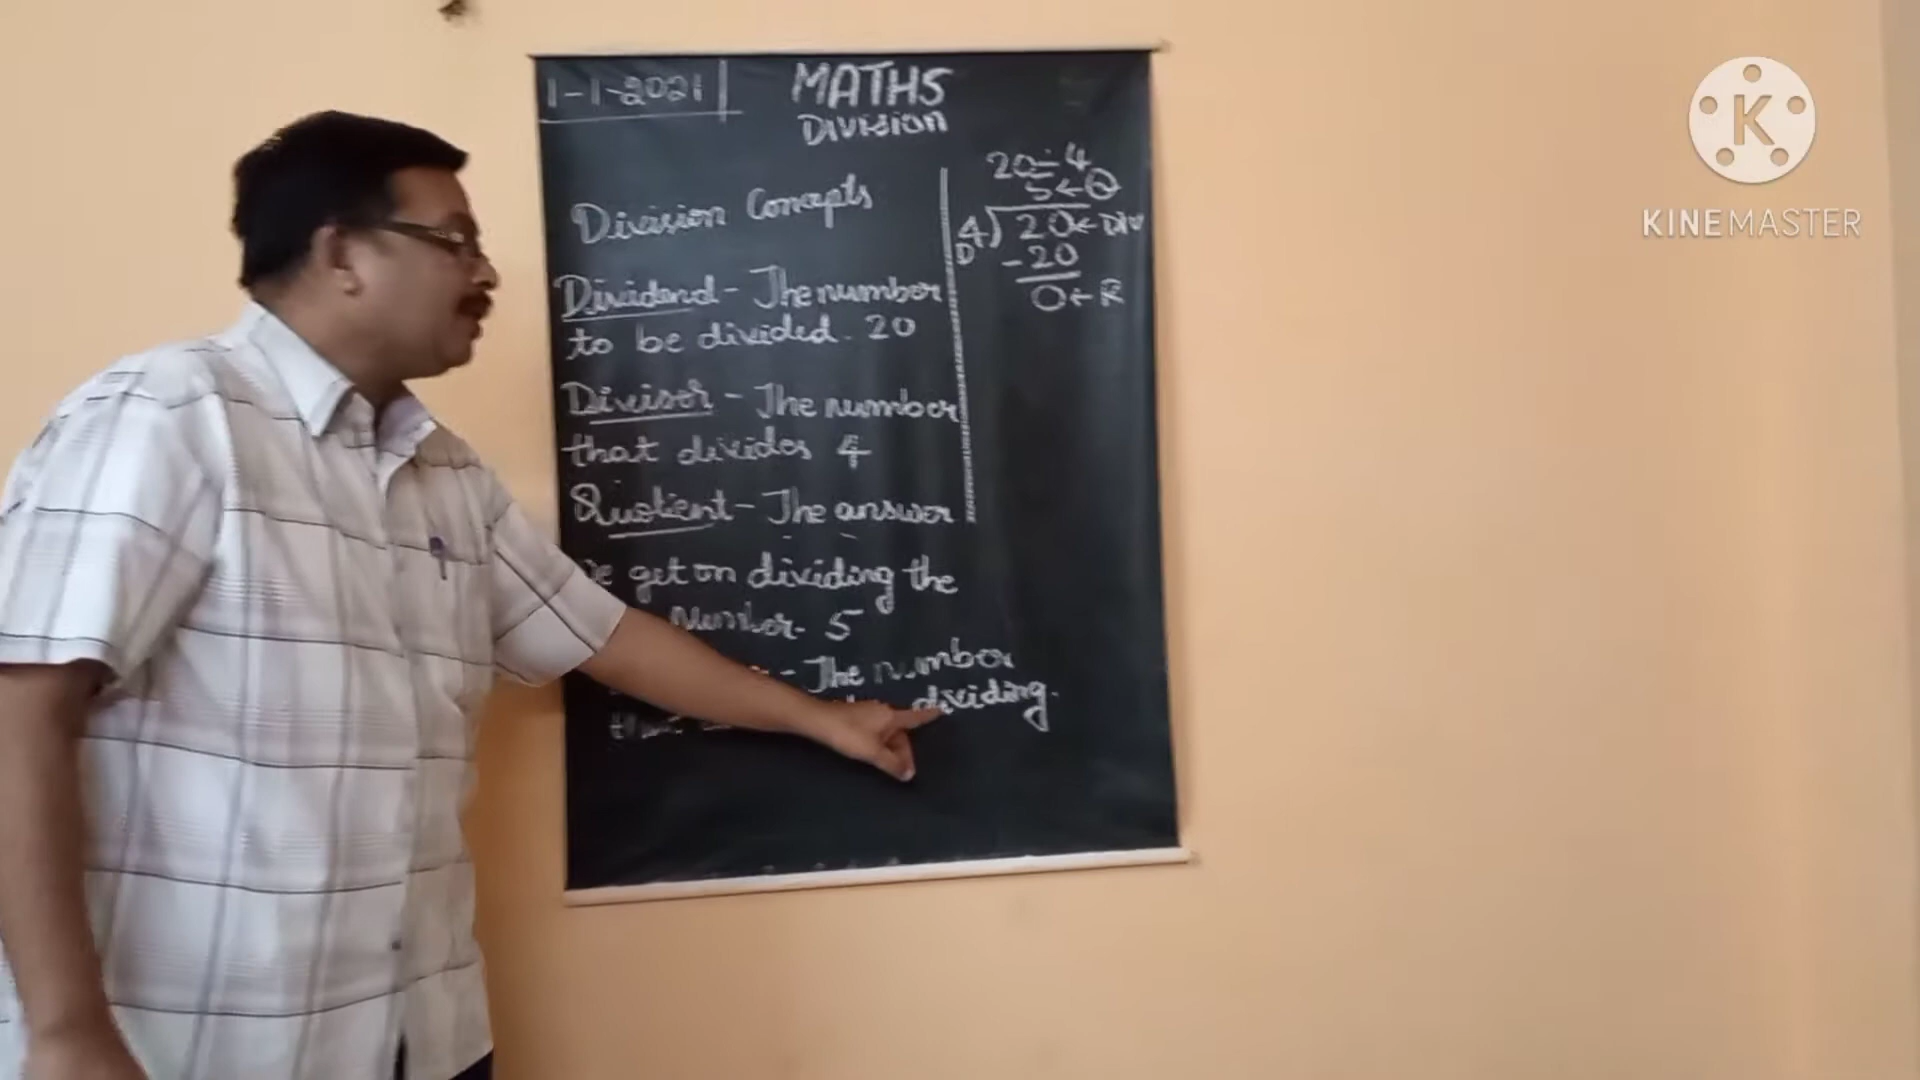 1-1-2021
MATHS
DIVISION
Division Concepts
Dividend - The number
to be divided. 20
Divisor - The number
that divides 4
Quotient - The answer
get on dividing the
Number 5
- The number
dividing.
20÷4
5←Q
4)20←Div
D
-20
0←R
K
KINEMASTER